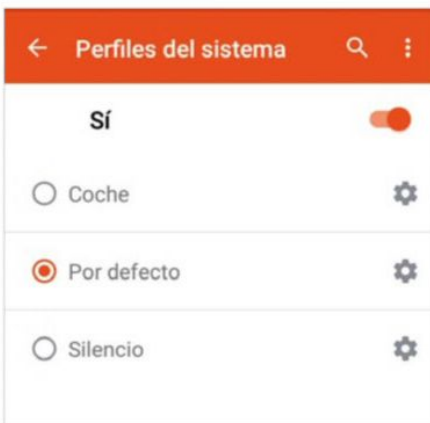 Perfiles del sistema
Sí
Coche
Por defecto
Silencio